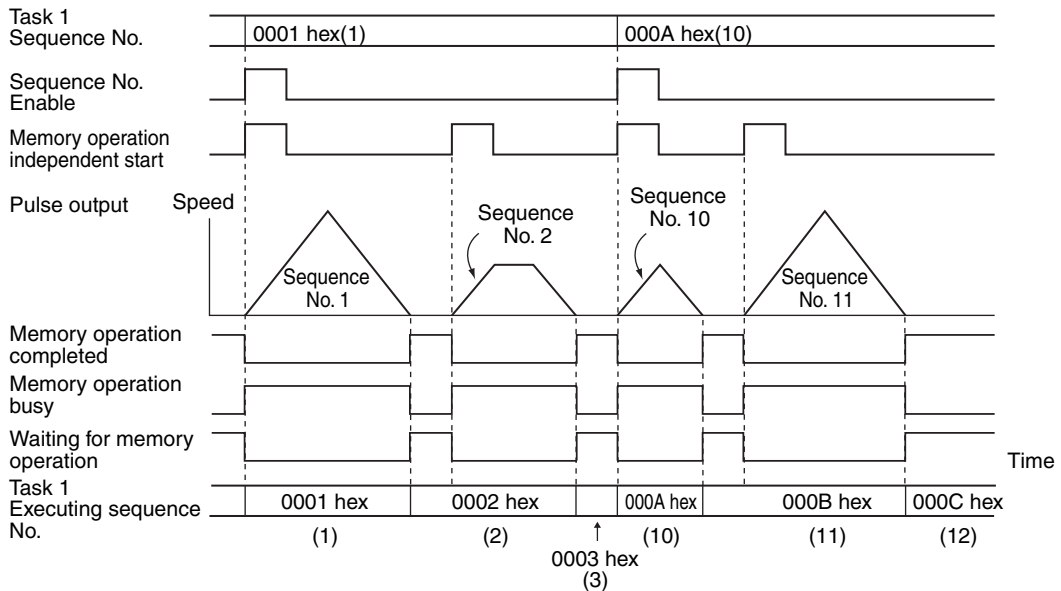 Task 1
Sequence No.
0001 hex(1)
000A hex(10)
Sequence No.
Enable
Memory operation
independent start
Pulse output
Speed
Sequence
No. 1
Sequence
No. 2
Sequence
No. 10
Sequence
No. 11
Memory operation
completed
Memory operation
busy
Waiting for memory
operation
Time
Task 1
Executing sequence
No.
0001 hex
0002 hex
000A hex
000B hex
000C hex
(1)
(2)
(10)
(11)
(12)
0003 hex
(3)